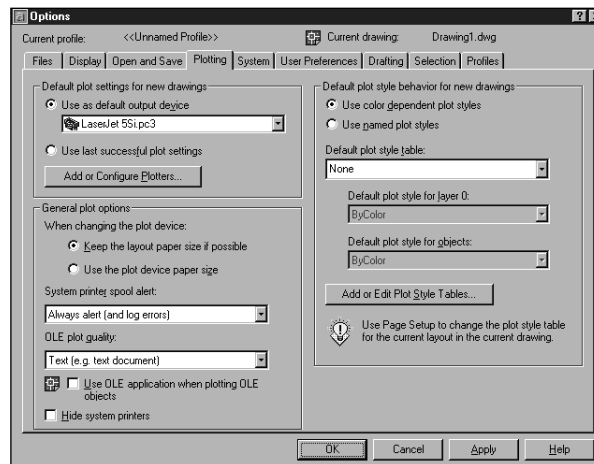 Options
Current profile: <<Unnamed Profile>> Current drawing: Drawing1.dwg
Files Display Open and Save Plotting System User Preferences Drafting Selection Profiles
Default plot settings for new drawings
Use as default output device
LaserJet 5Si.pc3
Use last successful plot settings
Add or Configure Plotters...
General plot options
When changing the plot device:
Keep the layout paper size if possible
Use the plot device paper size
System printer spool alert:
Always alert (and log errors)
OLE plot quality:
Text (e.g. text document)
Use OLE application when plotting OLE
objects
Hide system printers
Default plot style behavior for new drawings
Use color dependent plot styles
Use named plot styles
Default plot style table:
None
Default plot style for layer 0:
ByColor
Default plot style for objects:
ByColor
Add or Edit Plot Style Tables...
Use Page Setup to change the plot style table
for the current layout in the current drawing.
OK Cancel Apply Help